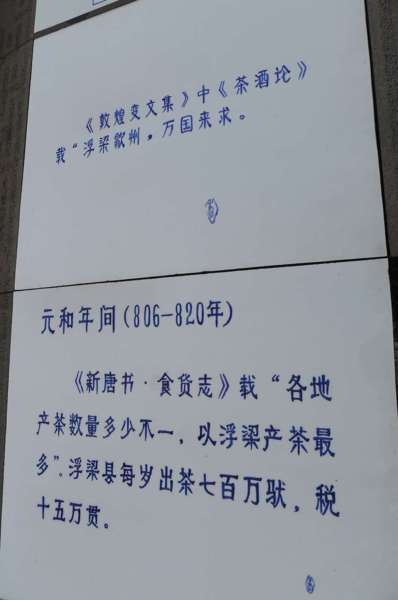 《敦煌变文集》中《茶酒论》
载“浮梁歙州,万国来求。
元和年间(806—820年)
《新唐书·食货志》载“各地
产茶数量多少不一,以浮梁产茶最
多”.浮梁县每岁出茶七百万驮,税
十五万贯。